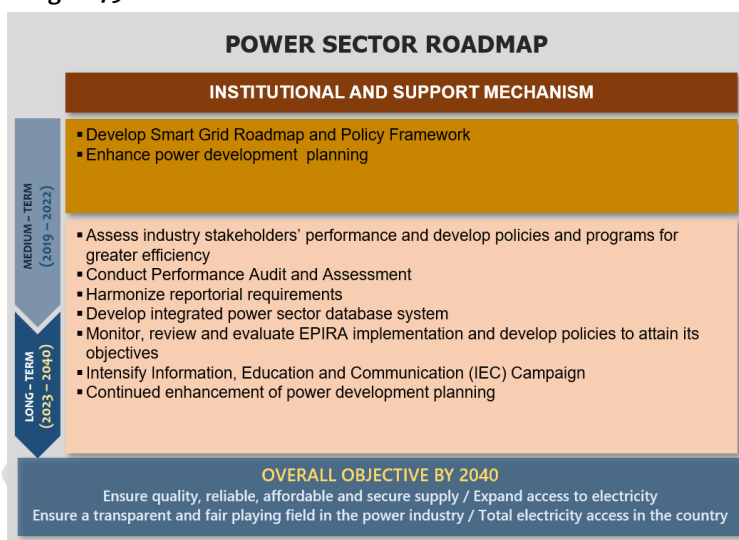 POWER SECTOR ROADMAP
INSTITUTIONAL AND SUPPORT MECHANISM
MEDIUM – TERM
(2019 – 2022)
▪ Develop Smart Grid Roadmap and Policy Framework
▪ Enhance power development planning
▪ Assess industry stakeholders' performance and develop policies and programs for
greater efficiency
▪ Conduct Performance Audit and Assessment
▪ Harmonize reportorial requirements
▪ Develop integrated power sector database system
▪ Monitor, review and evaluate EPIRA implementation and develop policies to attain its
objectives
▪ Intensify Information, Education and Communication (IEC) Campaign
▪ Continued enhancement of power development planning
LONG – TERM
(2023 – 2040)
OVERALL OBJECTIVE BY 2040
Ensure quality, reliable, affordable and secure supply / Expand access to electricity
Ensure a transparent and fair playing field in the power industry / Total electricity access in the country